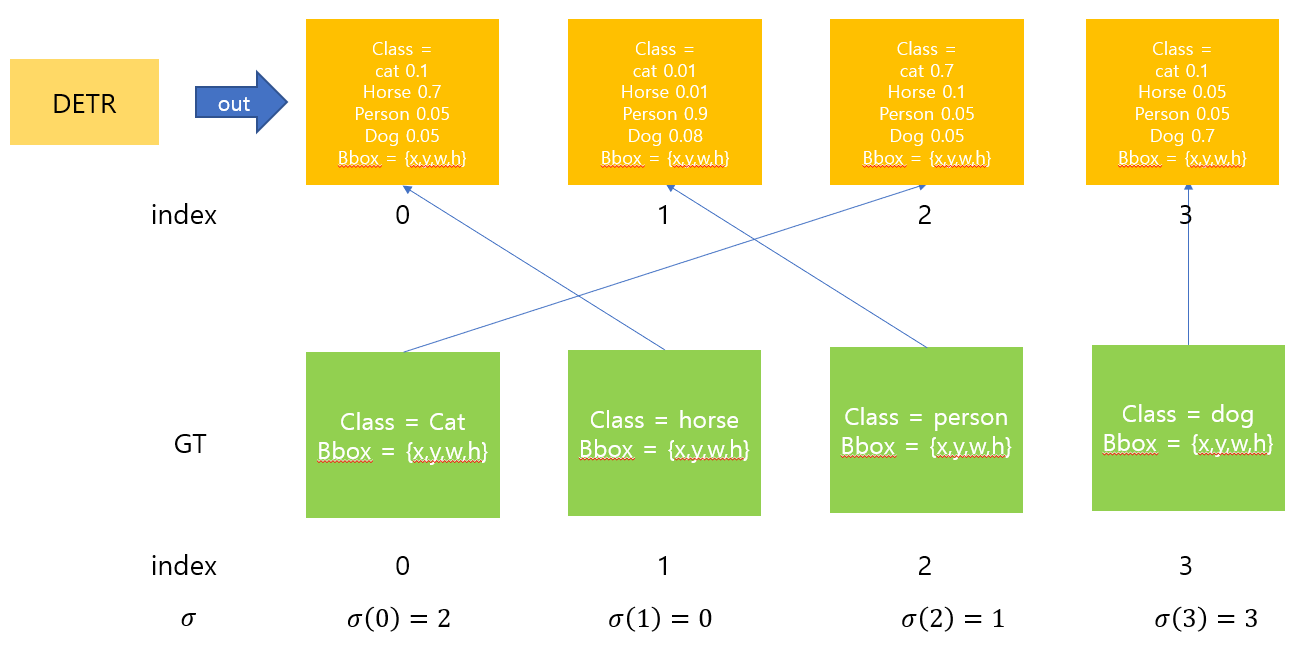 DETR
out
Class =
cat 0.1
Horse 0.7
Person 0.05
Dog 0.05
Bbox = {x,y,w,h}
Class =
cat 0.01
Horse 0.01
Person 0.9
Dog 0.08
Bbox = {x,y,w,h}
Class =
cat 0.7
Horse 0.1
Person 0.05
Dog 0.05
Bbox = {x,y,w,h}
Class =
cat 0.1
Horse 0.05
Person 0.05
Dog 0.7
Bbox = {x,y,w,h}
index
0
1
2
3
GT
Class = Cat
Bbox = {x,y,w,h}
Class = horse
Bbox = {x,y,w,h}
Class = person
Bbox = {x,y,w,h}
Class = dog
Bbox = {x,y,w,h}
index
0
1
2
3
σ
σ(0) = 2
σ(1) = 0
σ(2) = 1
σ(3) = 3